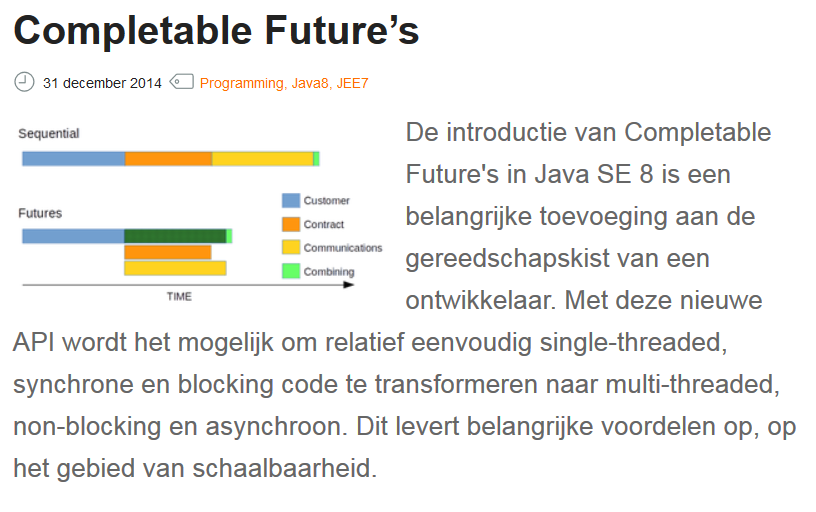 Completable Future’s
31 december 2014 Programming, Java8, JEE7
Sequential
Futures
Customer
Contract
Communications
Combining
TIME
De introductie van Completable
Future's in Java SE 8 is een
belangrijke toevoeging aan de
gereedschapskist van een
ontwikkelaar. Met deze nieuwe
API wordt het mogelijk om relatief eenvoudig single-threaded,
synchrone en blocking code te transformeren naar multi-threaded,
non-blocking en asynchroon. Dit levert belangrijke voordelen op, op
het gebied van schaalbaarheid.